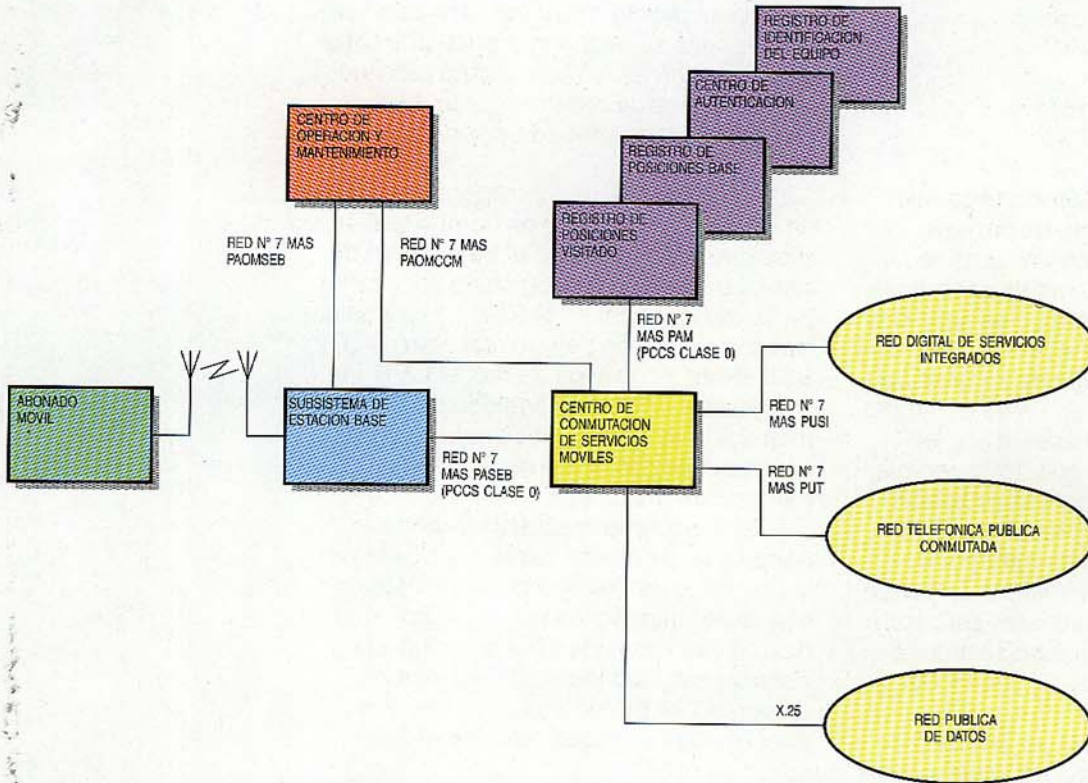 REGISTRO DE
IDENTIFICACION
DEL EQUIPO
CENTRO DE
AUTENTICACION
CENTRO DE
OPERACION Y
MANTENIMIENTO
REGISTRO DE
POSICIONES BASE
REGISTRO DE
POSICIONES
VISITADO
RED N° 7 MAS
PAOMSEB
RED N° 7 MAS
PAOMCCM
RED N° 7
MAS PAM
(PCCS CLASE 0)
RED DIGITAL DE SERVICIOS
INTEGRADOS
ABONADO
MOVIL
SUBSISTEMA DE
ESTACION BASE
CENTRO DE
CONMUTACION
DE SERVICIOS
MOVILES
RED N° 7
MAS PUSI
RED N° 7
MAS PASEB
(PCCS CLASE 0)
RED N° 7
MAS PUT
RED TELEFONICA PUBLICA
CONMUTADA
X.25
RED PUBLICA
DE DATOS